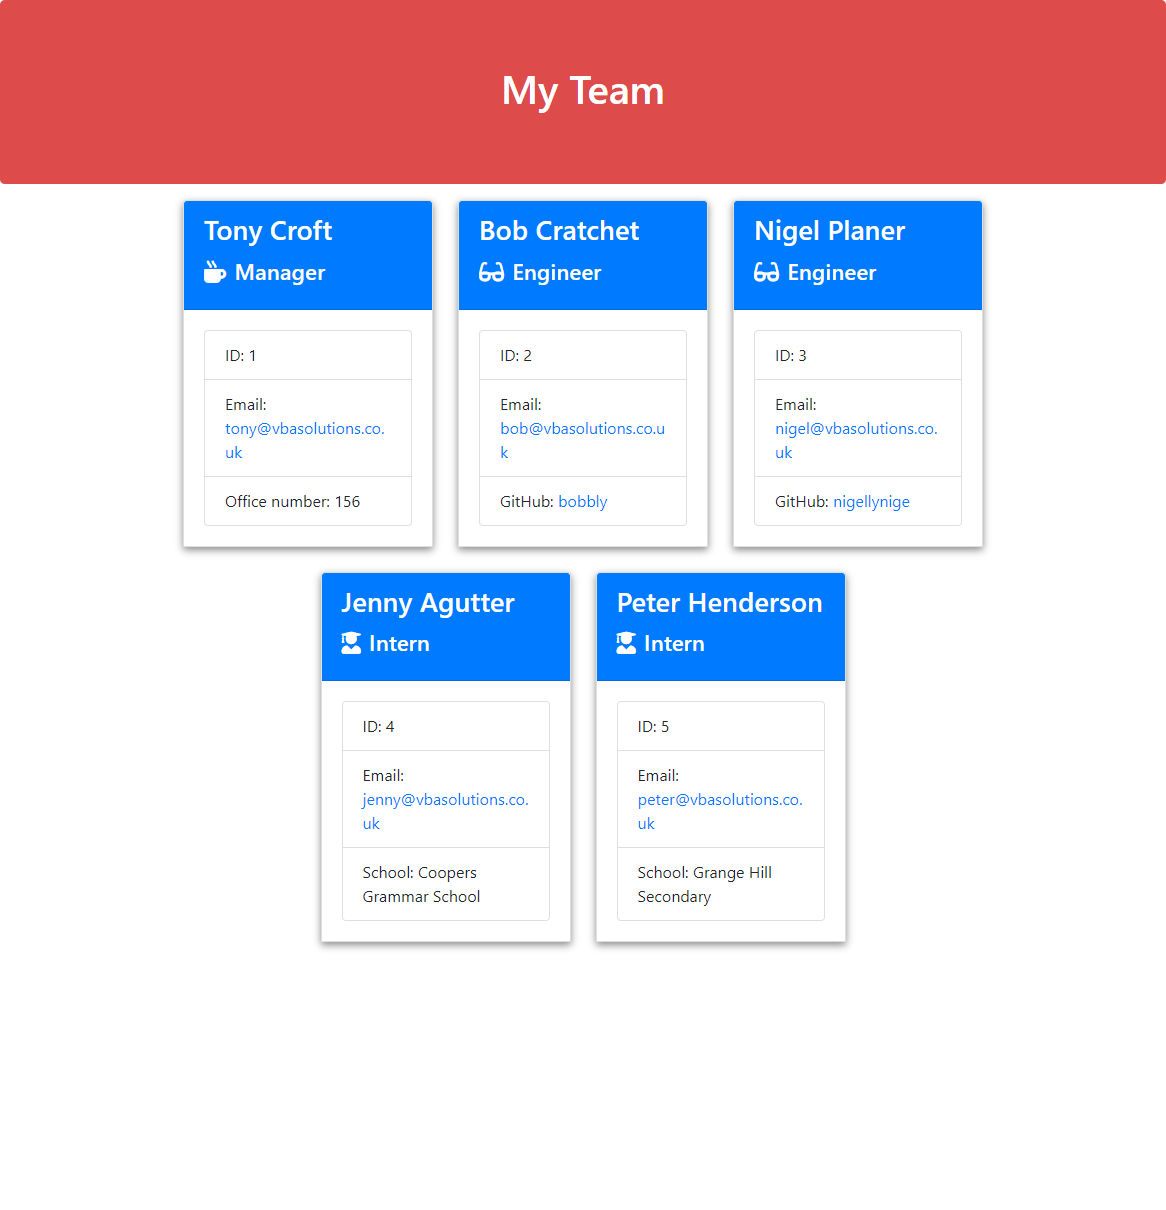 My Team
Tony Croft
Manager
ID: 1
Email:
tony@vbasolutions.co.
uk
Office number: 156
Bob Cratchet
Engineer
ID: 2
Email:
bob@vbasolutions.co.u
k
GitHub: bobbly
Nigel Planer
Engineer
ID: 3
Email:
nigel@vbasolutions.co.
uk
GitHub: nigellynige
Jenny Agutter
Intern
ID: 4
Email:
jenny@vbasolutions.co.
uk
School: Coopers
Grammar School
Peter Henderson
Intern
ID: 5
Email:
peter@vbasolutions.co.
uk
School: Grange Hill
Secondary